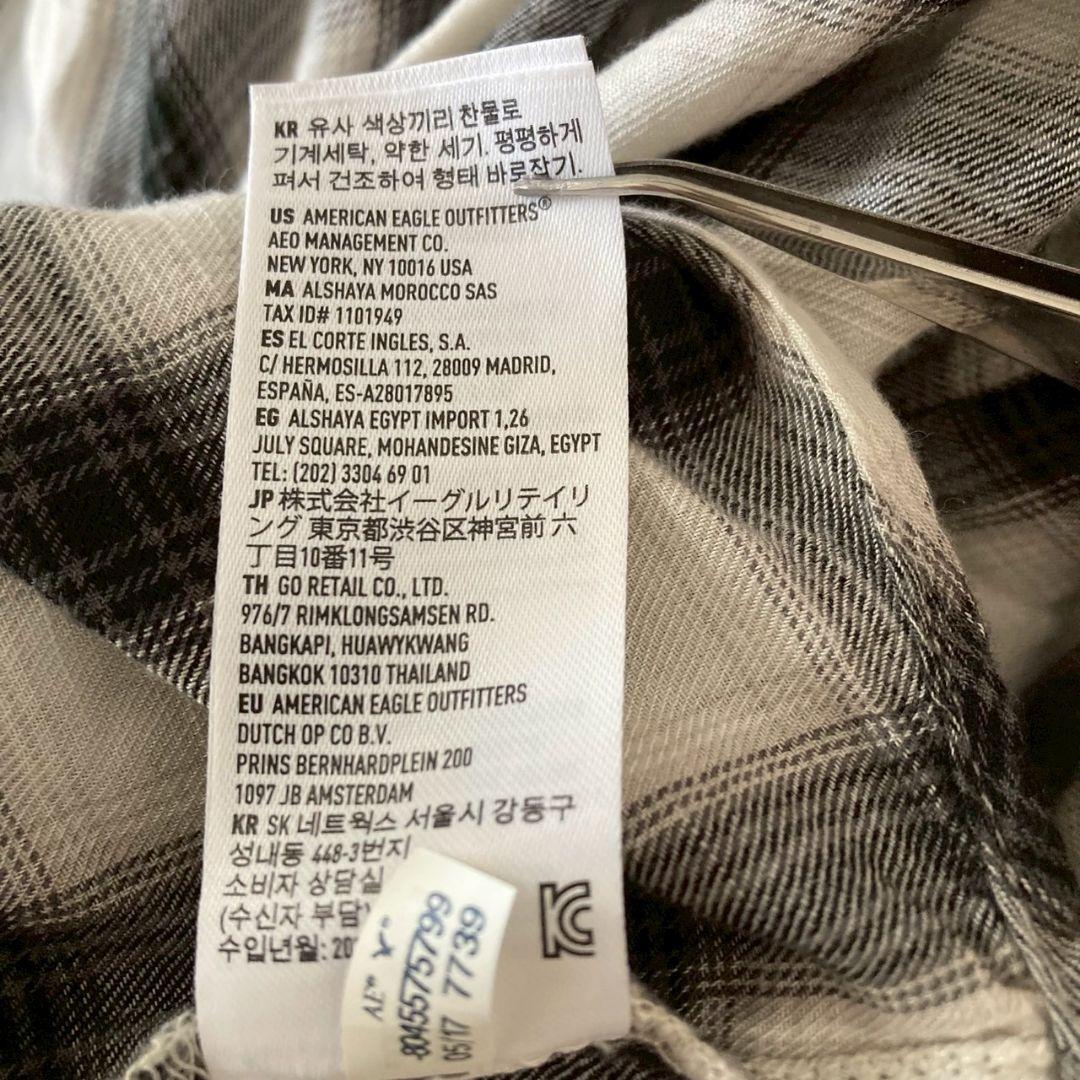 KR 유사 색상끼리 찬물로
기계세탁, 약한 세기. 평평하게
펴서 건조하여 형태 바로잡기.
US AMERICAN EAGLE OUTFITTERS®
AEO MANAGEMENT CO.
NEW YORK, NY 10016 USA
MA ALSHAYA MOROCCO SAS
TAX ID# 1101949
ES EL CORTE INGLES, S.A.
C/ HERMOSILLA 112, 28009 MADRID,
ESPAÑA, ES-A28017895
EG ALSHAYA EGYPT IMPORT 1,26
JULY SQUARE, MOHANDESINE GIZA, EGYPT
TEL: (202) 3304 69 01
JP 株式会社イーグルリテイリ
ング 東京都渋谷区神宮前 六
丁目10番11号
TH GO RETAIL CO., LTD.
976/7 RIMKLONGSAMSEN RD.
BANGKAPI, HUAWYKWANG
BANGKOK 10310 THAILAND
EU AMERICAN EAGLE OUTFITTERS
DUTCH OP CO B.V.
PRINS BERNHARDPLEIN 200
1097 JB AMSTERDAM
KR SK 네트웍스 서울시 강동구
성내동 448-3번지
소비자 상담실
(수신자 부담)
수입년월: 20
-8045575799
05/17 7739